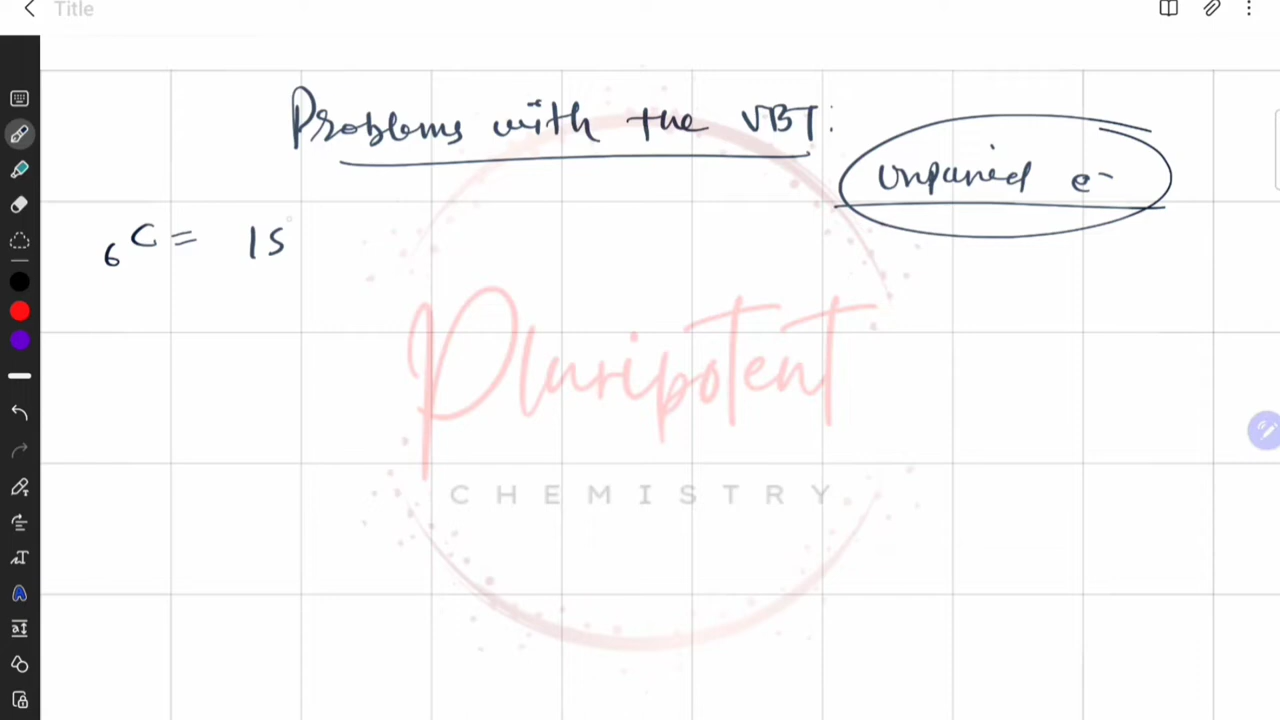 Title
Problems with the VBT:
unpaired e-
6C = 1s
Pluripotent
CHEMISTRY